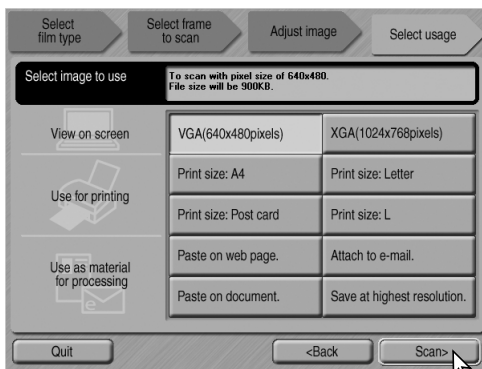 Select
film type
Select frame
to scan
Adjust image
Select usage
Select image to use
To scan with pixel size of 640x480.
File size will be 900KB.
View on screen
VGA(640x480pixels)
XGA(1024x768pixels)
Use for printing
Print size: A4
Print size: Letter
Print size: Post card
Print size: L
Use as material
for processing
Paste on web page.
Attach to e-mail.
Paste on document.
Save at highest resolution.
Quit
<Back
Scan>